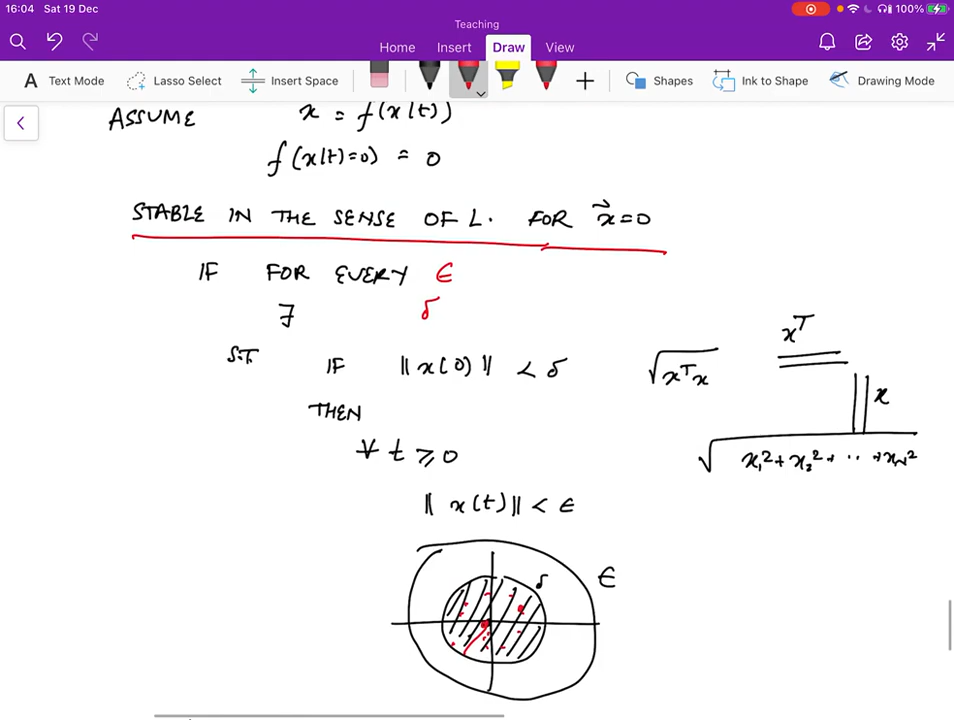 16:04 Sat 19 Dec
100%
Teaching
Home Insert Draw View
Text Mode Lasso Select Insert Space Shapes Ink to Shape Drawing Mode
ASSUME x = f(x(t))
f(x(t)=0) = 0
STABLE IN THE SENSE OF L. FOR x⃗=0
IF FOR EVERY ϵ
∃ δ
S.T. IF ||x(0)|| < δ
√xᵀx
xᵀ
x
THEN
∀ t ≥ 0
√x₁²+x₂²+ .. +x_N²
|| x(t) || < ϵ
δ
ϵ